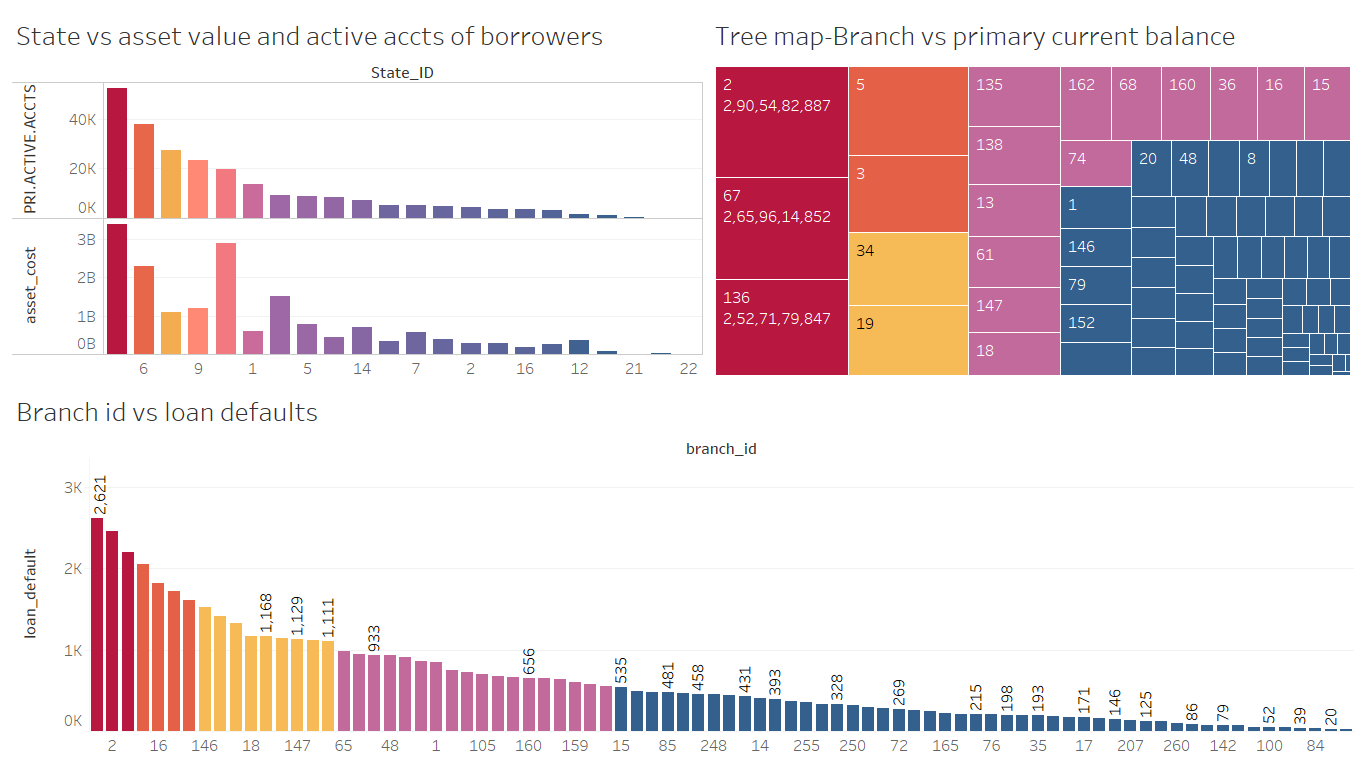 State vs asset value and active accts of borrowers
State_ID
PRI.ACTIVE.ACCTS
40K
20K
0K
asset_cost
3B
2B
1B
0B
6 9 1 5 14 7 2 16 12 21 22
Tree map-Branch vs primary current balance
2
2,90,54,82,887
67
2,65,96,14,852
136
2,52,71,79,847
5
3
34
19
135
138
13
61
147
18
162 68 160 36 16 15
74
20 48 8
1
146
79
152
Branch id vs loan defaults
branch_id
loan_default
3K
2K
1K
0K
2,621 1,168 1,129 1,111 933 656 535 481 458 431 393 328 269 215 198 193 171 146 125 86 79 52 39 20
2 16 146 18 147 65 48 1 105 160 159 15 85 248 14 255 250 72 165 76 35 17 207 260 142 100 84